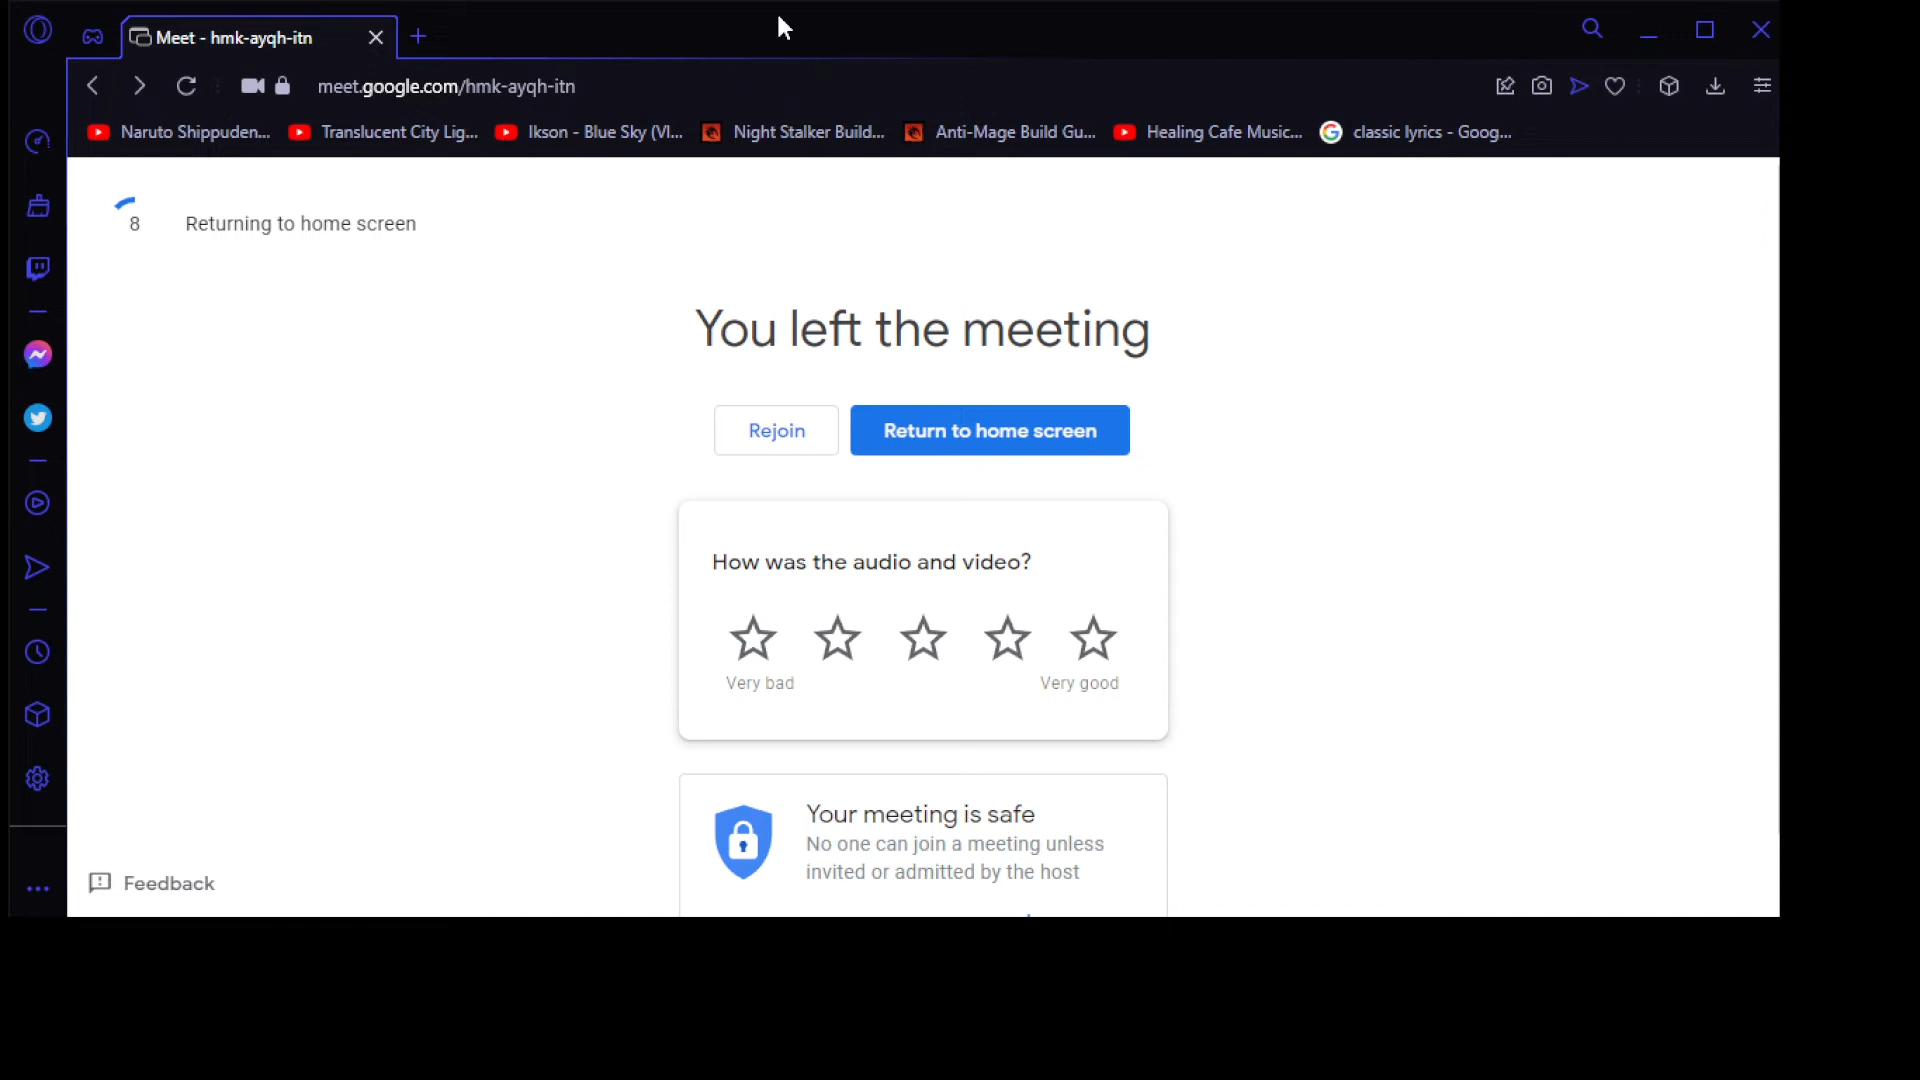 Meet - hmk-ayqh-itn
meet.google.com/hmk-ayqh-itn
Naruto Shippuden... Translucent City Lig... Ikson - Blue Sky (Vl... Night Stalker Build... Anti-Mage Build Gu... Healing Cafe Music... classic lyrics - Goog...
8 Returning to home screen
You left the meeting
Rejoin Return to home screen
How was the audio and video?
Very bad Very good
Your meeting is safe
No one can join a meeting unless
invited or admitted by the host
Feedback